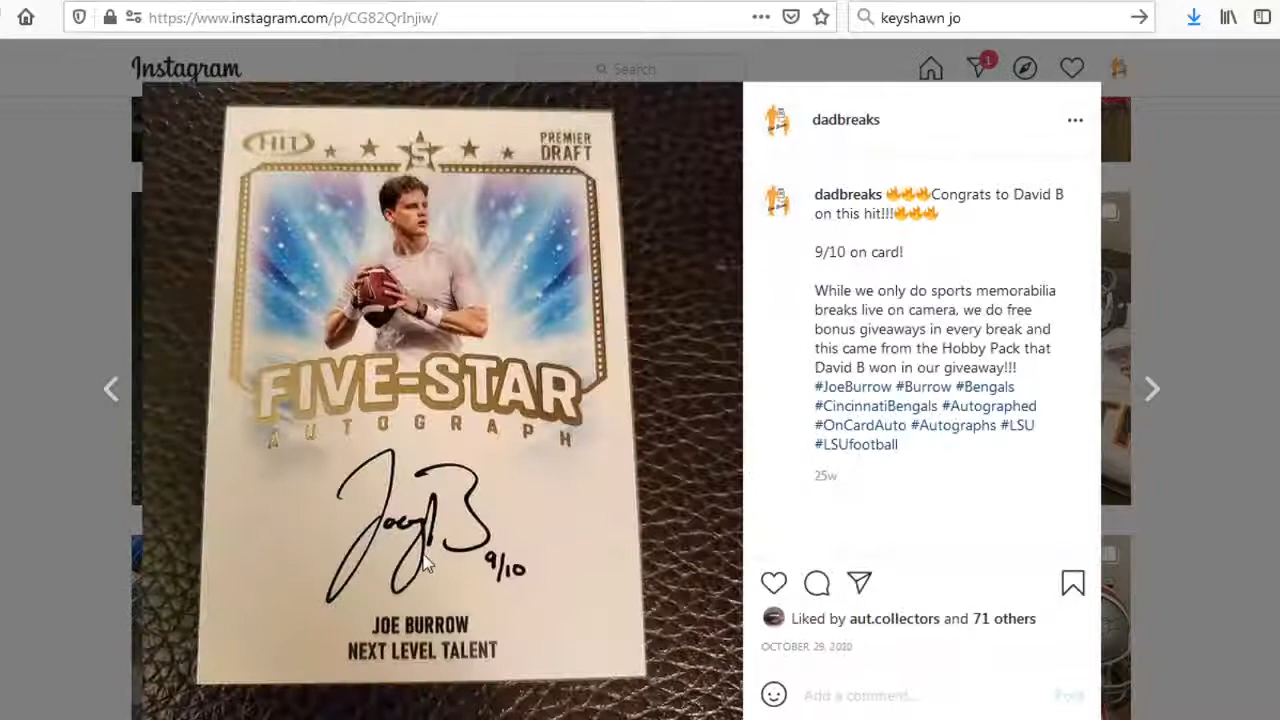 https://www.instagram.com/p/CG82QrInjiw/
keyshawn jo
Instagram
Search
1
HIT
S
PREMIER
DRAFT
FIVE-STAR
AUTOGRAPH
Joey B
9/10
JOE BURROW
NEXT LEVEL TALENT
dadbreaks
dadbreaks 🔥🔥🔥Congrats to David B
on this hit!!!🔥🔥🔥
9/10 on card!
While we only do sports memorabilia
breaks live on camera, we do free
bonus giveaways in every break and
this came from the Hobby Pack that
David B won in our giveaway!!!
#JoeBurrow #Burrow #Bengals
#CincinnatiBengals #Autographed
#OnCardAuto #Autographs #LSU
#LSUfootball
25w
Liked by aut.collectors and 71 others
OCTOBER 29, 2020
Add a comment...
Post